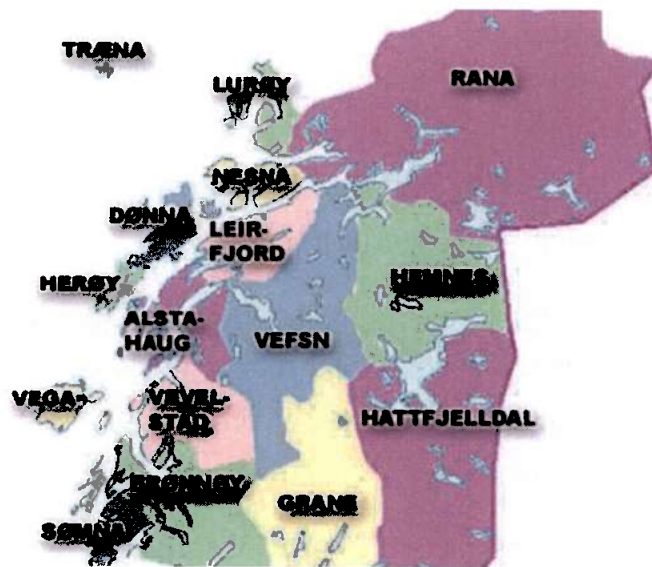 TRÆNA
LURØY
RANA
NESNA
DØNNA
LEIR-
FJORD
HERØY
HEMNES
ALSTA-
HAUG
VEFSN
VEGA
VEVEL-
STAD
HATTFJELLDAL
BRØNNØY
GRANE
SØMNA